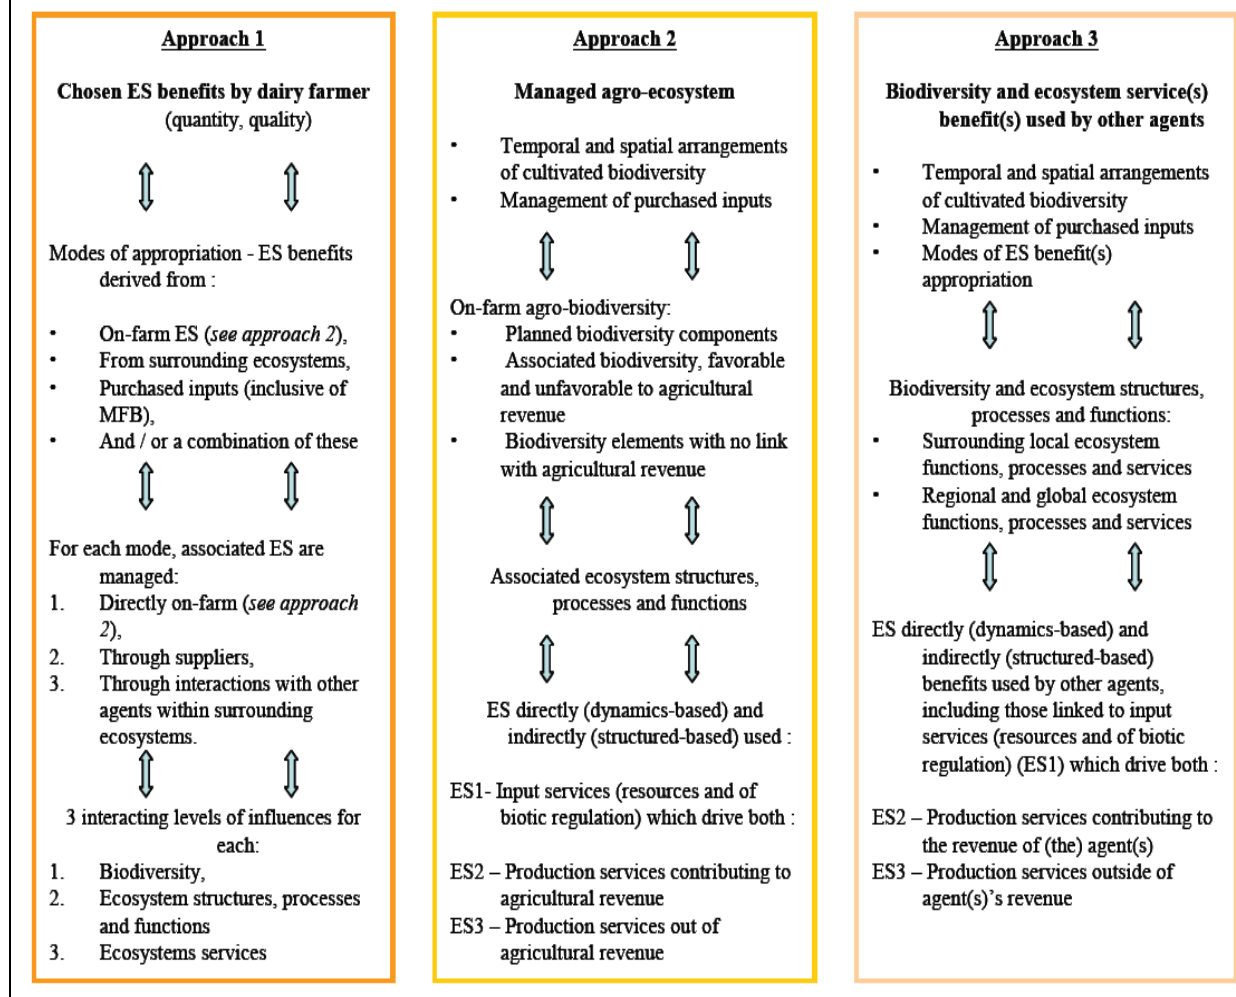 Approach 1
Chosen ES benefits by dairy farmer
(quantity, quality)
Modes of appropriation - ES benefits
derived from :
• On-farm ES (see approach 2),
• From surrounding ecosystems,
• Purchased inputs (inclusive of
MFB),
• And / or a combination of these
For each mode, associated ES are
managed:
1. Directly on-farm (see approach
2),
2. Through suppliers,
3. Through interactions with other
agents within surrounding
ecosystems.
3 interacting levels of influences for
each:
1. Biodiversity,
2. Ecosystem structures, processes
and functions
3. Ecosystems services
Approach 2
Managed agro-ecosystem
• Temporal and spatial arrangements
of cultivated biodiversity
• Management of purchased inputs
On-farm agro-biodiversity:
• Planned biodiversity components
• Associated biodiversity, favorable
and unfavorable to agricultural
revenue
• Biodiversity elements with no link
with agricultural revenue
Associated ecosystem structures,
processes and functions
ES directly (dynamics-based) and
indirectly (structured-based) used :
ES1- Input services (resources and of
biotic regulation) which drive both :
ES2 – Production services contributing to
agricultural revenue
ES3 – Production services out of
agricultural revenue
Approach 3
Biodiversity and ecosystem service(s)
benefit(s) used by other agents
• Temporal and spatial arrangements
of cultivated biodiversity
• Management of purchased inputs
• Modes of ES benefit(s)
appropriation
Biodiversity and ecosystem structures,
processes and functions:
• Surrounding local ecosystem
functions, processes and services
• Regional and global ecosystem
functions, processes and services
ES directly (dynamics-based) and
indirectly (structured-based)
benefits used by other agents,
including those linked to input
services (resources and of biotic
regulation) (ES1) which drive both :
ES2 – Production services contributing to
the revenue of (the) agent(s)
ES3 – Production services outside of
agent(s)'s revenue